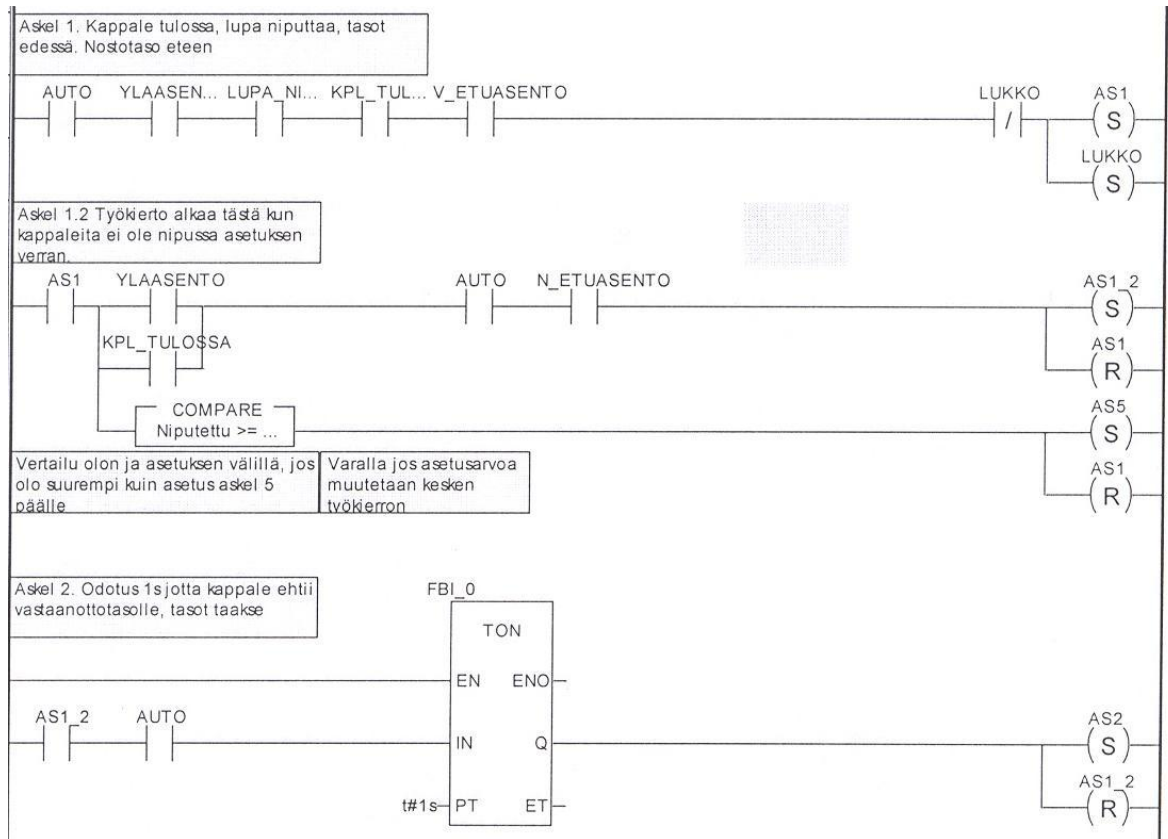 Askel 1. Kappale tulossa, lupa niputtaa, tasot
edessä. Nostotaso eteen
AUTO YLAASEN... LUPA_NI... KPL_TUL... V_ETUASENTO LUKKO AS1
/ S
LUKKO
S
Askel 1.2 Työkierto alkaa tästä kun
kappaleita ei ole nipussa asetuksen
verran.
AS1 YLAASENTO AUTO N_ETUASENTO AS1_2
S
KPL_TULOSSA AS1
R
COMPARE AS5
Niputettu >= ... S
Vertailu olon ja asetuksen välillä, jos
olo suurempi kuin asetus askel 5
päälle
Varalla jos asetusarvoa
muutetaan kesken
työkierron
AS1
R
Askel 2. Odotus 1s jotta kappale ehtii
vastaanottotasolle, tasot taakse
FBI_0
TON
EN ENO
AS1_2 AUTO AS2
IN Q S
AS1_2
t#1s PT ET R